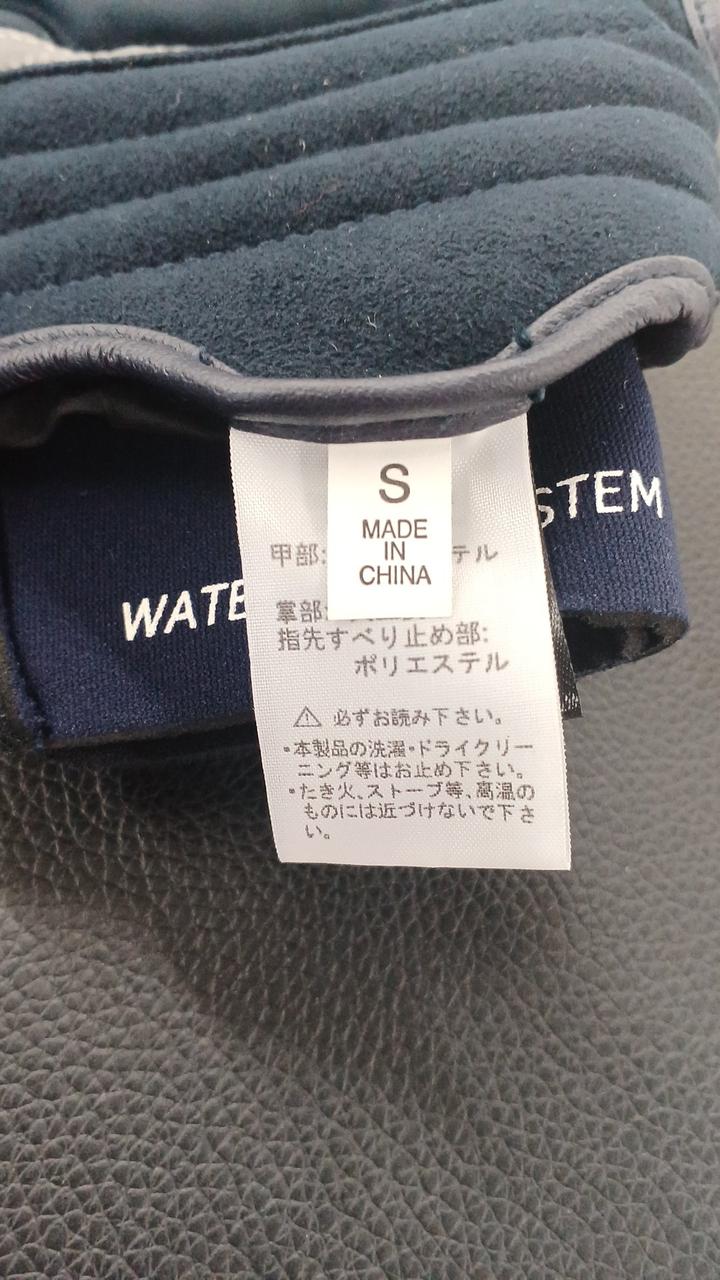 S
MADE
IN
CHINA
甲部: テル
掌部:
指先すべり止め部:
ポリエステル
⚠ 必ずお読み下さい。
・本製品の洗濯・ドライクリー
ニング等はお止め下さい。
・たき火、ストーブ等、高温の
ものには近づけないで下さ
い。
WATE STEM